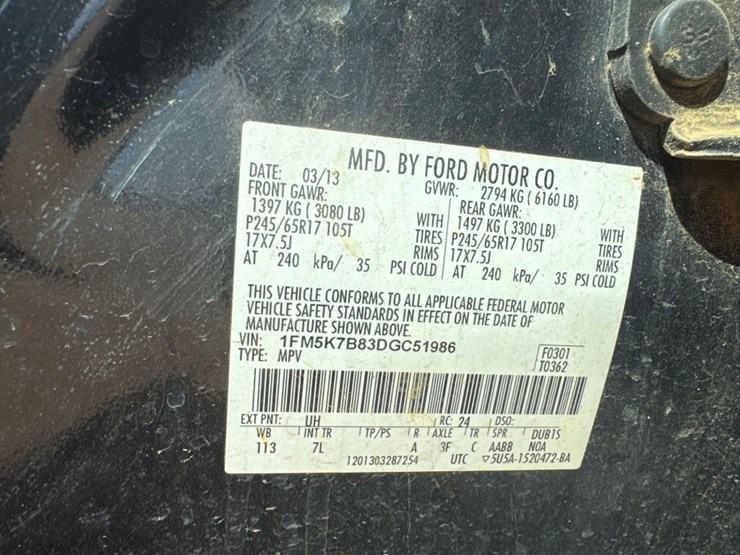 MFD. BY FORD MOTOR CO.
DATE: 03/13 GVWR: 2794 KG ( 6160 LB)
FRONT GAWR: REAR GAWR:
1397 KG ( 3080 LB) WITH 1497 KG ( 3300 LB) WITH
P245/65R17 105T TIRES P245/65R17 105T TIRES
17X7.5J RIMS 17X7.5J RIMS
AT 240 kPa/ 35 PSI COLD AT 240 kPa/ 35 PSI COLD
THIS VEHICLE CONFORMS TO ALL APPLICABLE FEDERAL MOTOR
VEHICLE SAFETY STANDARDS IN EFFECT ON THE DATE OF
MANUFACTURE SHOWN ABOVE.
VIN: 1FM5K7B83DGC51986 F0301
TYPE: MPV T0362
EXT PNT: UH RC: 24 DSO:
WB INT TR TP/PS R AXLE TR SPR DUB1S
113 7L A 3F C AABB NOA
1201303287254 UTC ▽5U5A-1520472-BA